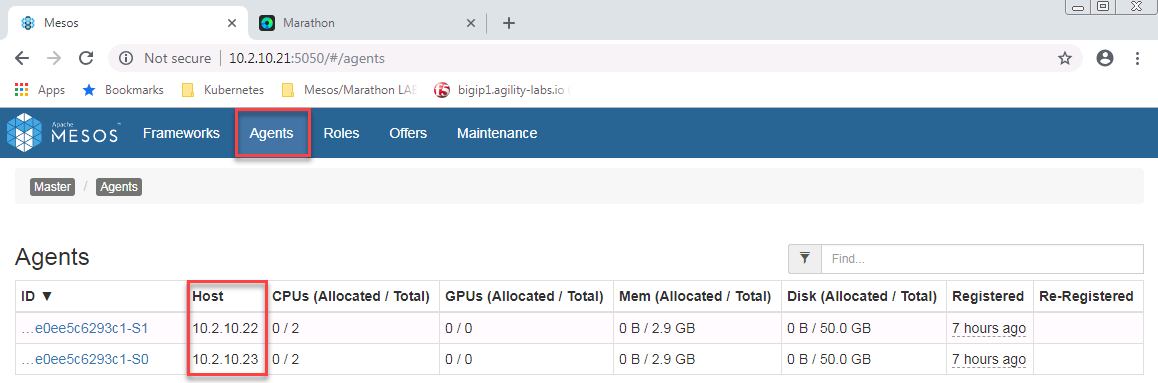 Mesos
Marathon
Not secure | 10.2.10.21:5050/#/agents
Apps Bookmarks Kubernetes Mesos/Marathon LAB bigip1.agility-labs.io
Apache
MESOS™ Frameworks Agents Roles Offers Maintenance
Master / Agents
Agents
Find...
ID ▼ Host CPUs (Allocated / Total) GPUs (Allocated / Total) Mem (Allocated / Total) Disk (Allocated / Total) Registered Re-Registered
…e0ee5c6293c1-S1 10.2.10.22 0 / 2 0 / 0 0 B / 2.9 GB 0 B / 50.0 GB 7 hours ago
…e0ee5c6293c1-S0 10.2.10.23 0 / 2 0 / 0 0 B / 2.9 GB 0 B / 50.0 GB 7 hours ago